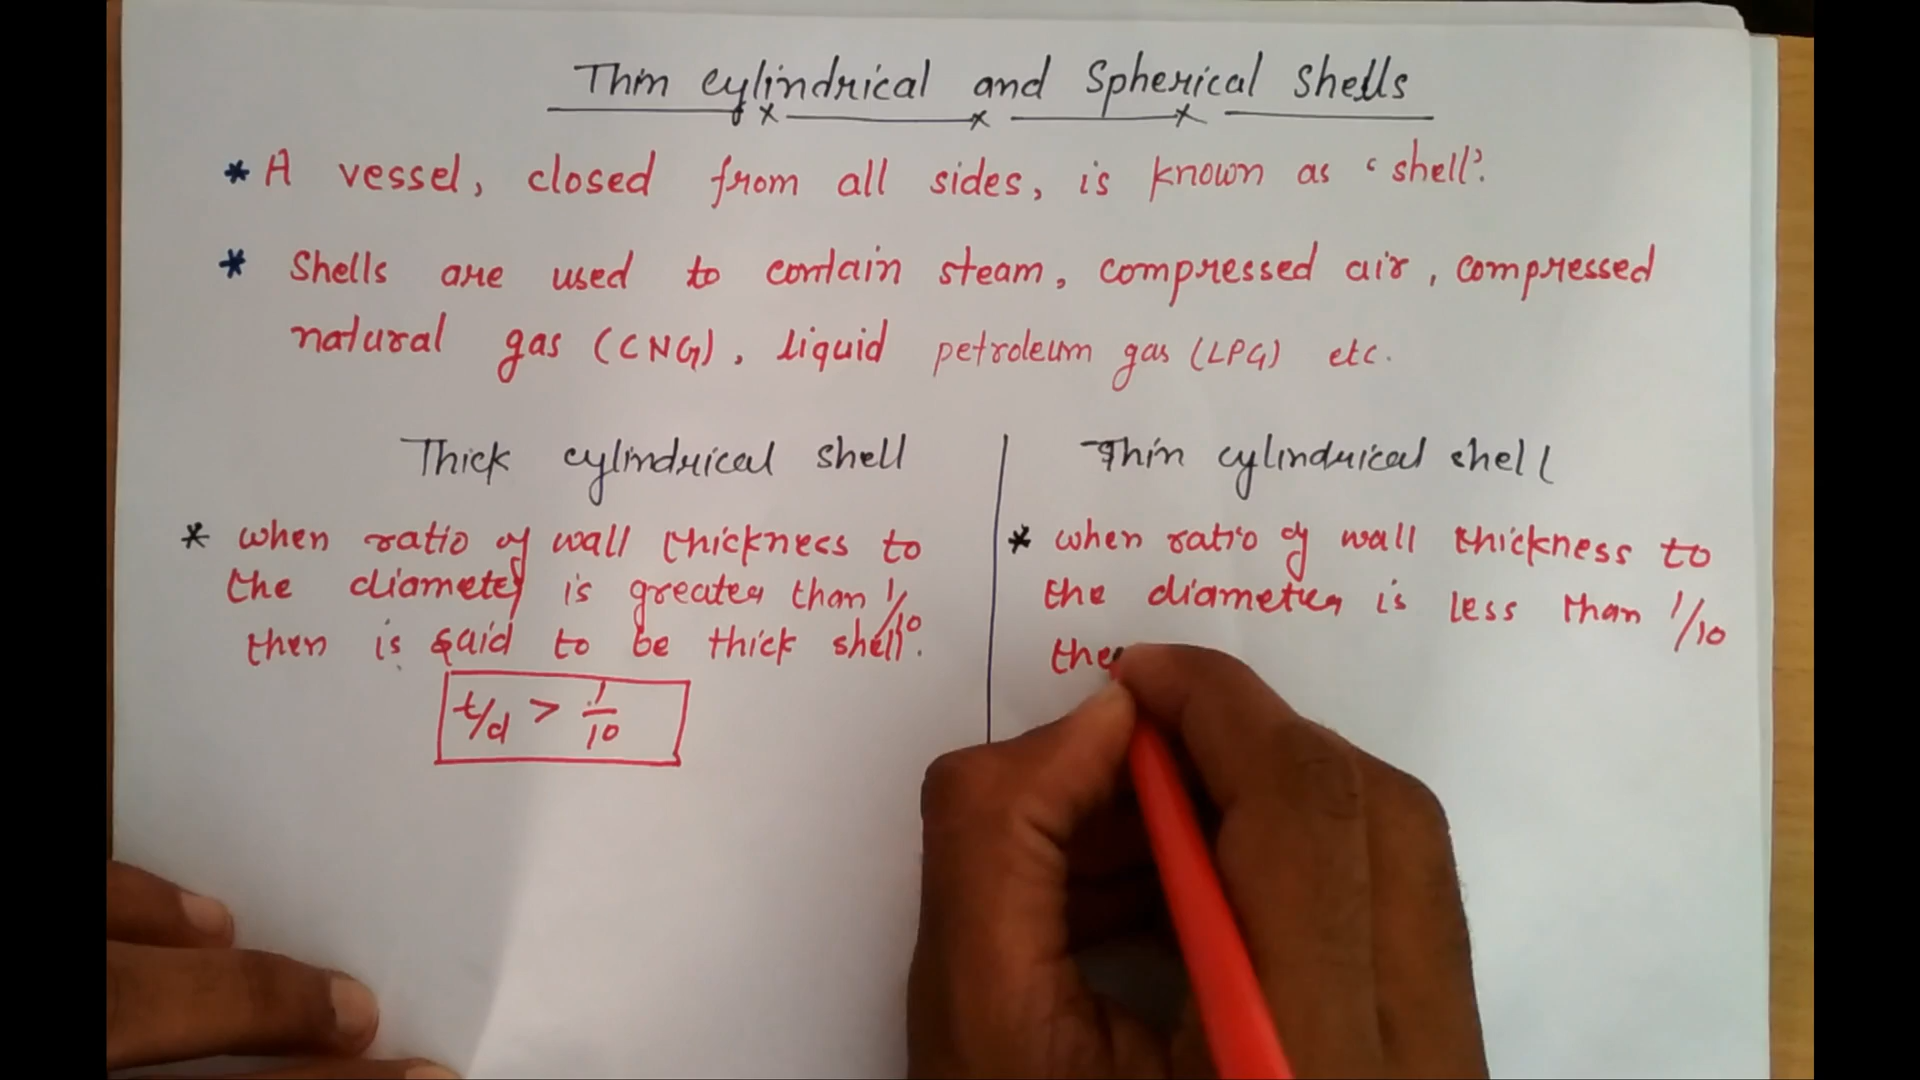 Thin cylindrical and Spherical Shells
* A vessel, closed from all sides, is known as 'shell'.
* Shells are used to contain steam, compressed air, compressed
natural gas (CNG), liquid petroleum gas (LPG) etc.
Thick cylindrical shell
* when ratio of wall thickness to
the diameter is greater than 1/10
then is said to be thick shell.
t/d > 1/10
Thin cylindrical shell
* when ratio of wall thickness to
the diameter is less than 1/10
the